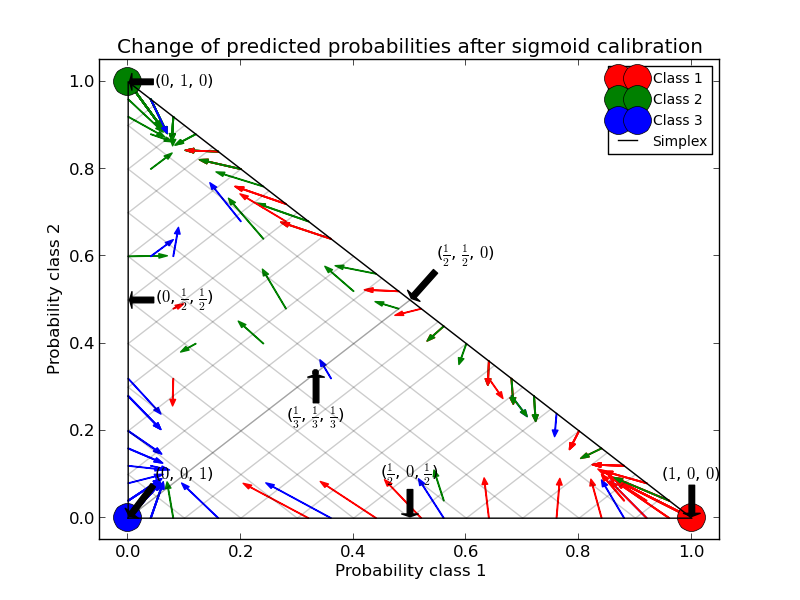 Change of predicted probabilities after sigmoid calibration
Class 1
Class 2
Class 3
Simplex
(0, 1, 0)
(1/2, 1/2, 0)
(0, 1/2, 1/2)
(1/3, 1/3, 1/3)
(0, 0, 1)
(1/2, 0, 1/2)
(1, 0, 0)
1.0
0.8
0.6
0.4
0.2
0.0
Probability class 2
0.0 0.2 0.4 0.6 0.8 1.0
Probability class 1